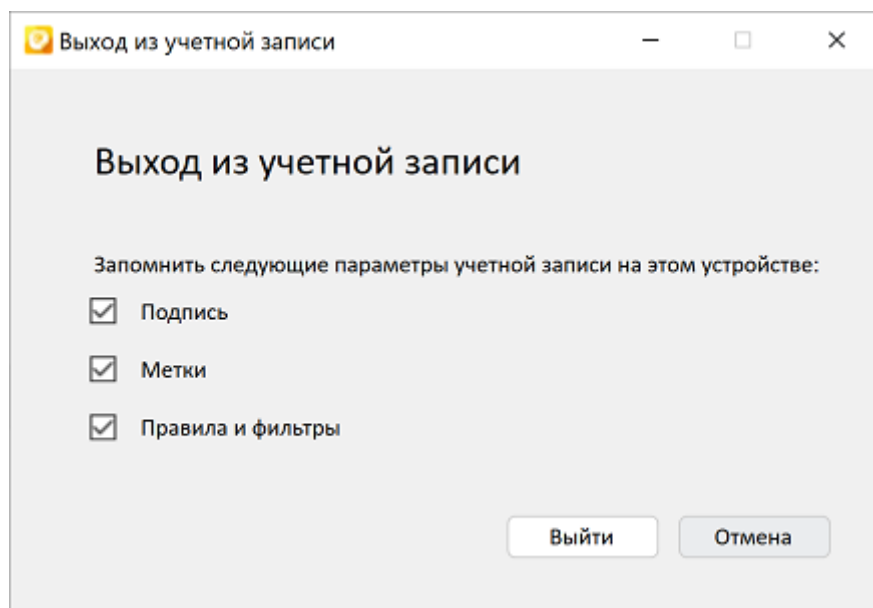 Выход из учетной записи
Выход из учетной записи
Запомнить следующие параметры учетной записи на этом устройстве:
Подпись
Метки
Правила и фильтры
Выйти
Отмена